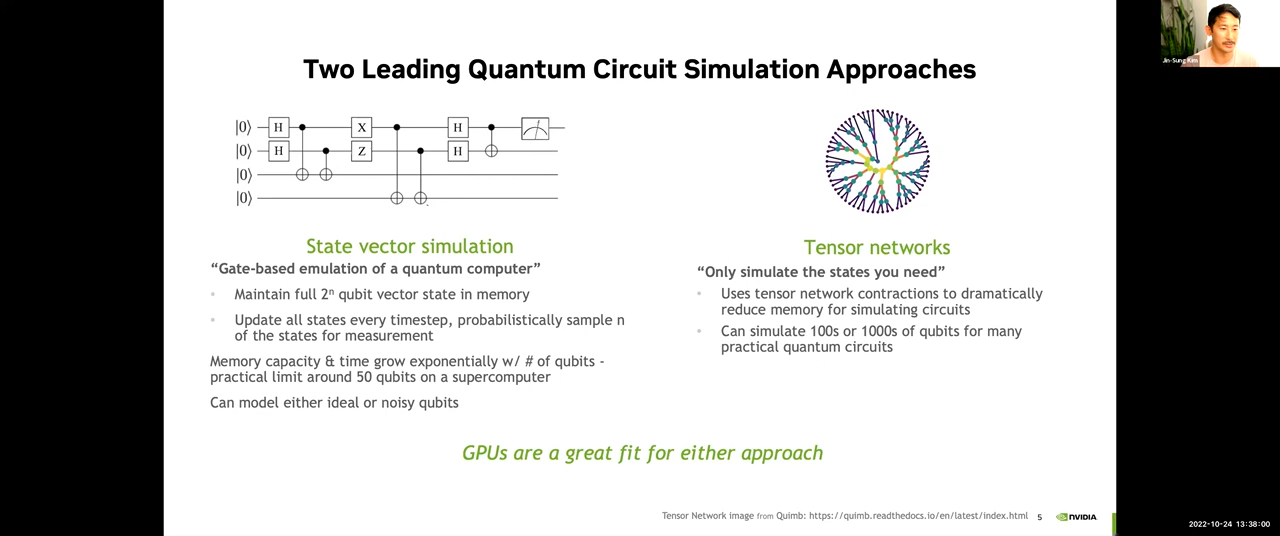 Two Leading Quantum Circuit Simulation Approaches
Jin-Sung Kim
|0⟩ H X H
|0⟩ H Z H
|0⟩
|0⟩
State vector simulation
“Gate-based emulation of a quantum computer”
• Maintain full 2ⁿ qubit vector state in memory
• Update all states every timestep, probabilistically sample n
of the states for measurement
Memory capacity & time grow exponentially w/ # of qubits -
practical limit around 50 qubits on a supercomputer
Can model either ideal or noisy qubits
Tensor networks
“Only simulate the states you need”
• Uses tensor network contractions to dramatically
reduce memory for simulating circuits
• Can simulate 100s or 1000s of qubits for many
practical quantum circuits
GPUs are a great fit for either approach
Tensor Network image from Quimb: https://quimb.readthedocs.io/en/latest/index.html
5
NVIDIA
2022-10-24 13:38:00